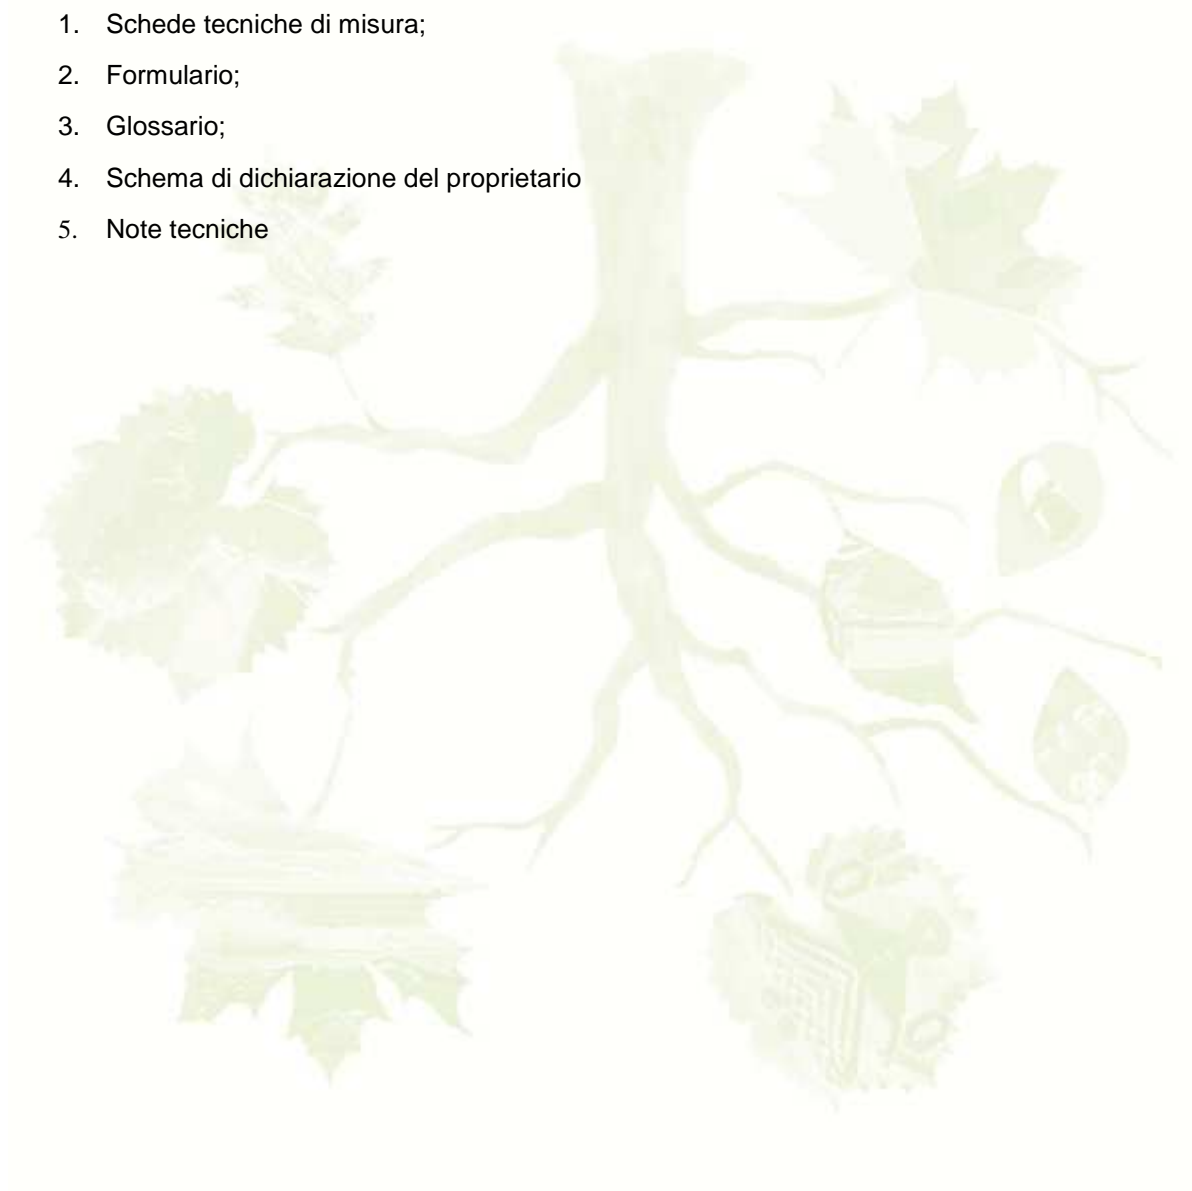 1. Schede tecniche di misura;
2. Formulario;
3. Glossario;
4. Schema di dichiarazione del proprietario
5. Note tecniche